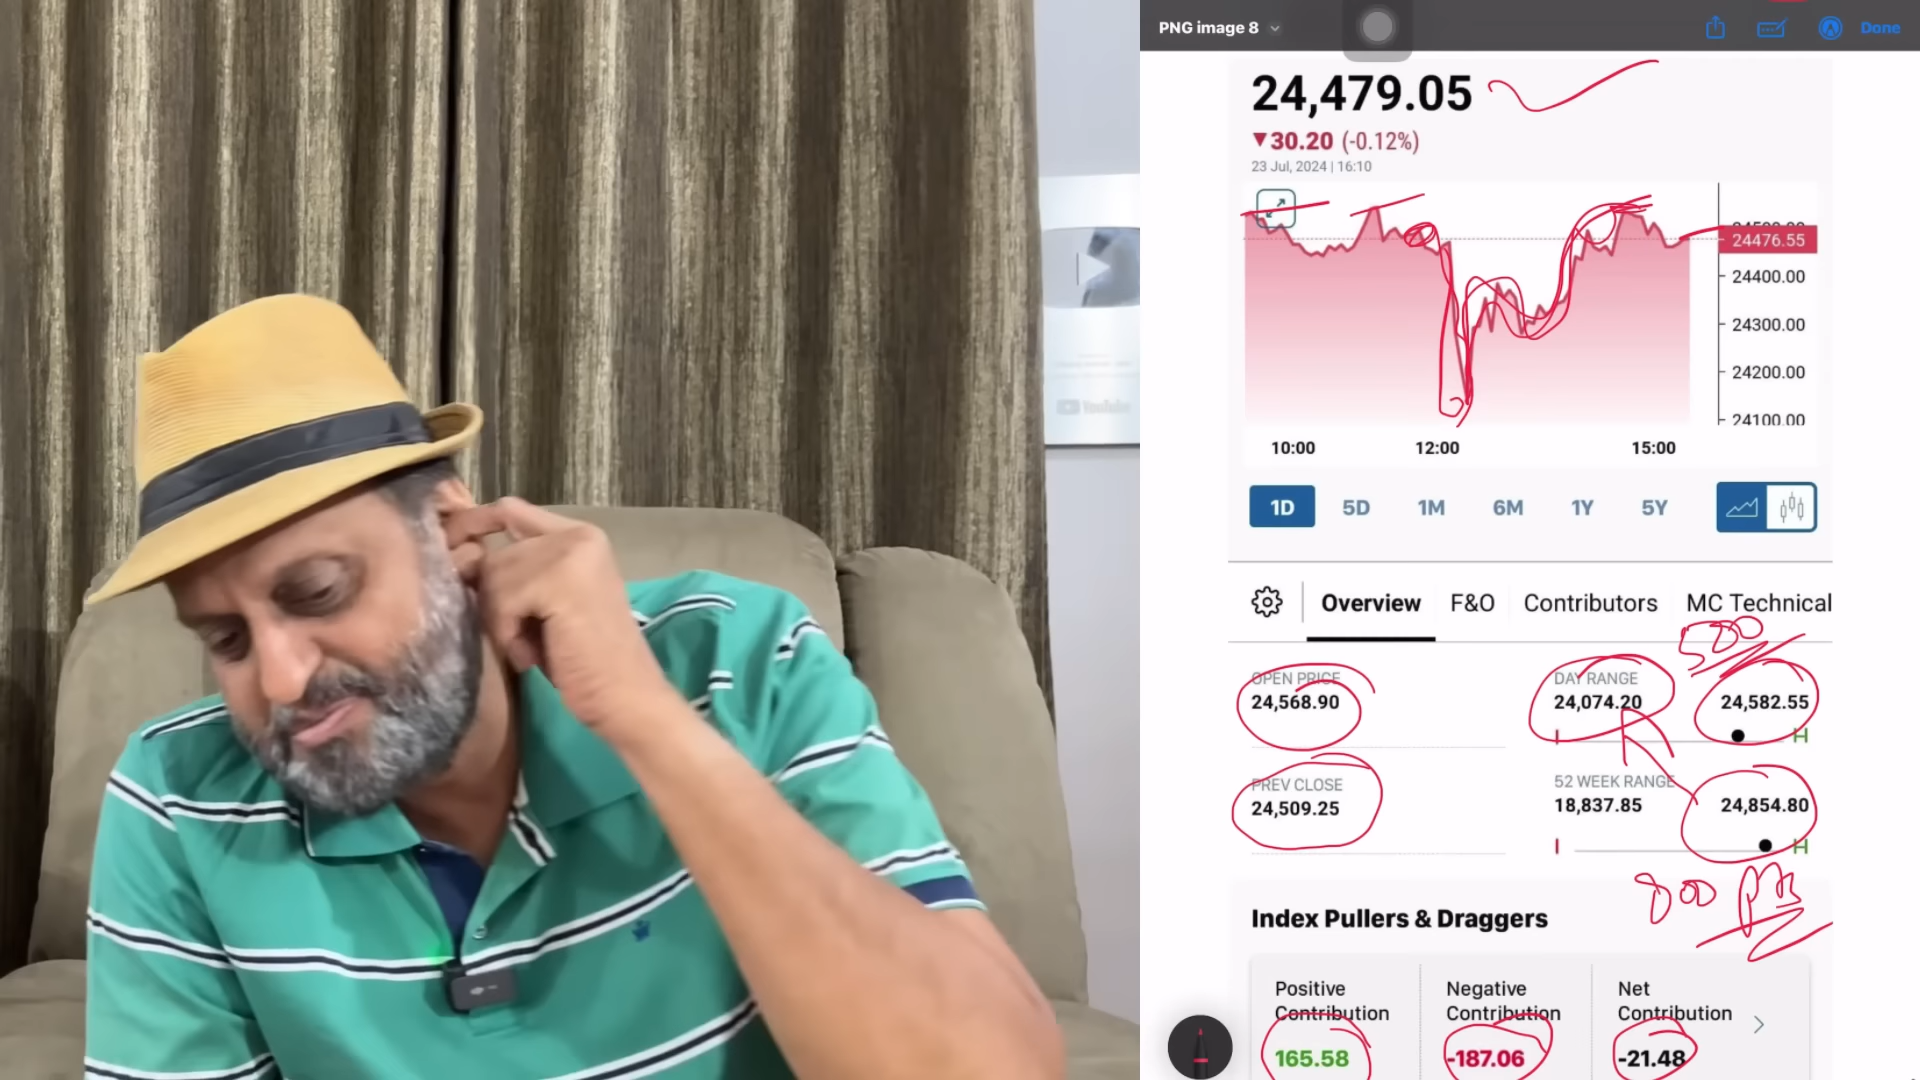 PNG image 8
Done
24,479.05
▼30.20 (-0.12%)
23 Jul, 2024 | 16:10
24476.55
24400.00
24300.00
24200.00
24100.00
10:00 12:00 15:00
1D 5D 1M 6M 1Y 5Y
Overview F&O Contributors MC Technical
500
OPEN PRICE DAY RANGE
24,568.90 24,074.20 24,582.55
L H
PREV CLOSE 52 WEEK RANGE
24,509.25 18,837.85 24,854.80
L H
800 pts
Index Pullers & Draggers
Positive Contribution
Negative Contribution
Net Contribution
165.58 -187.06 -21.48
YouTube